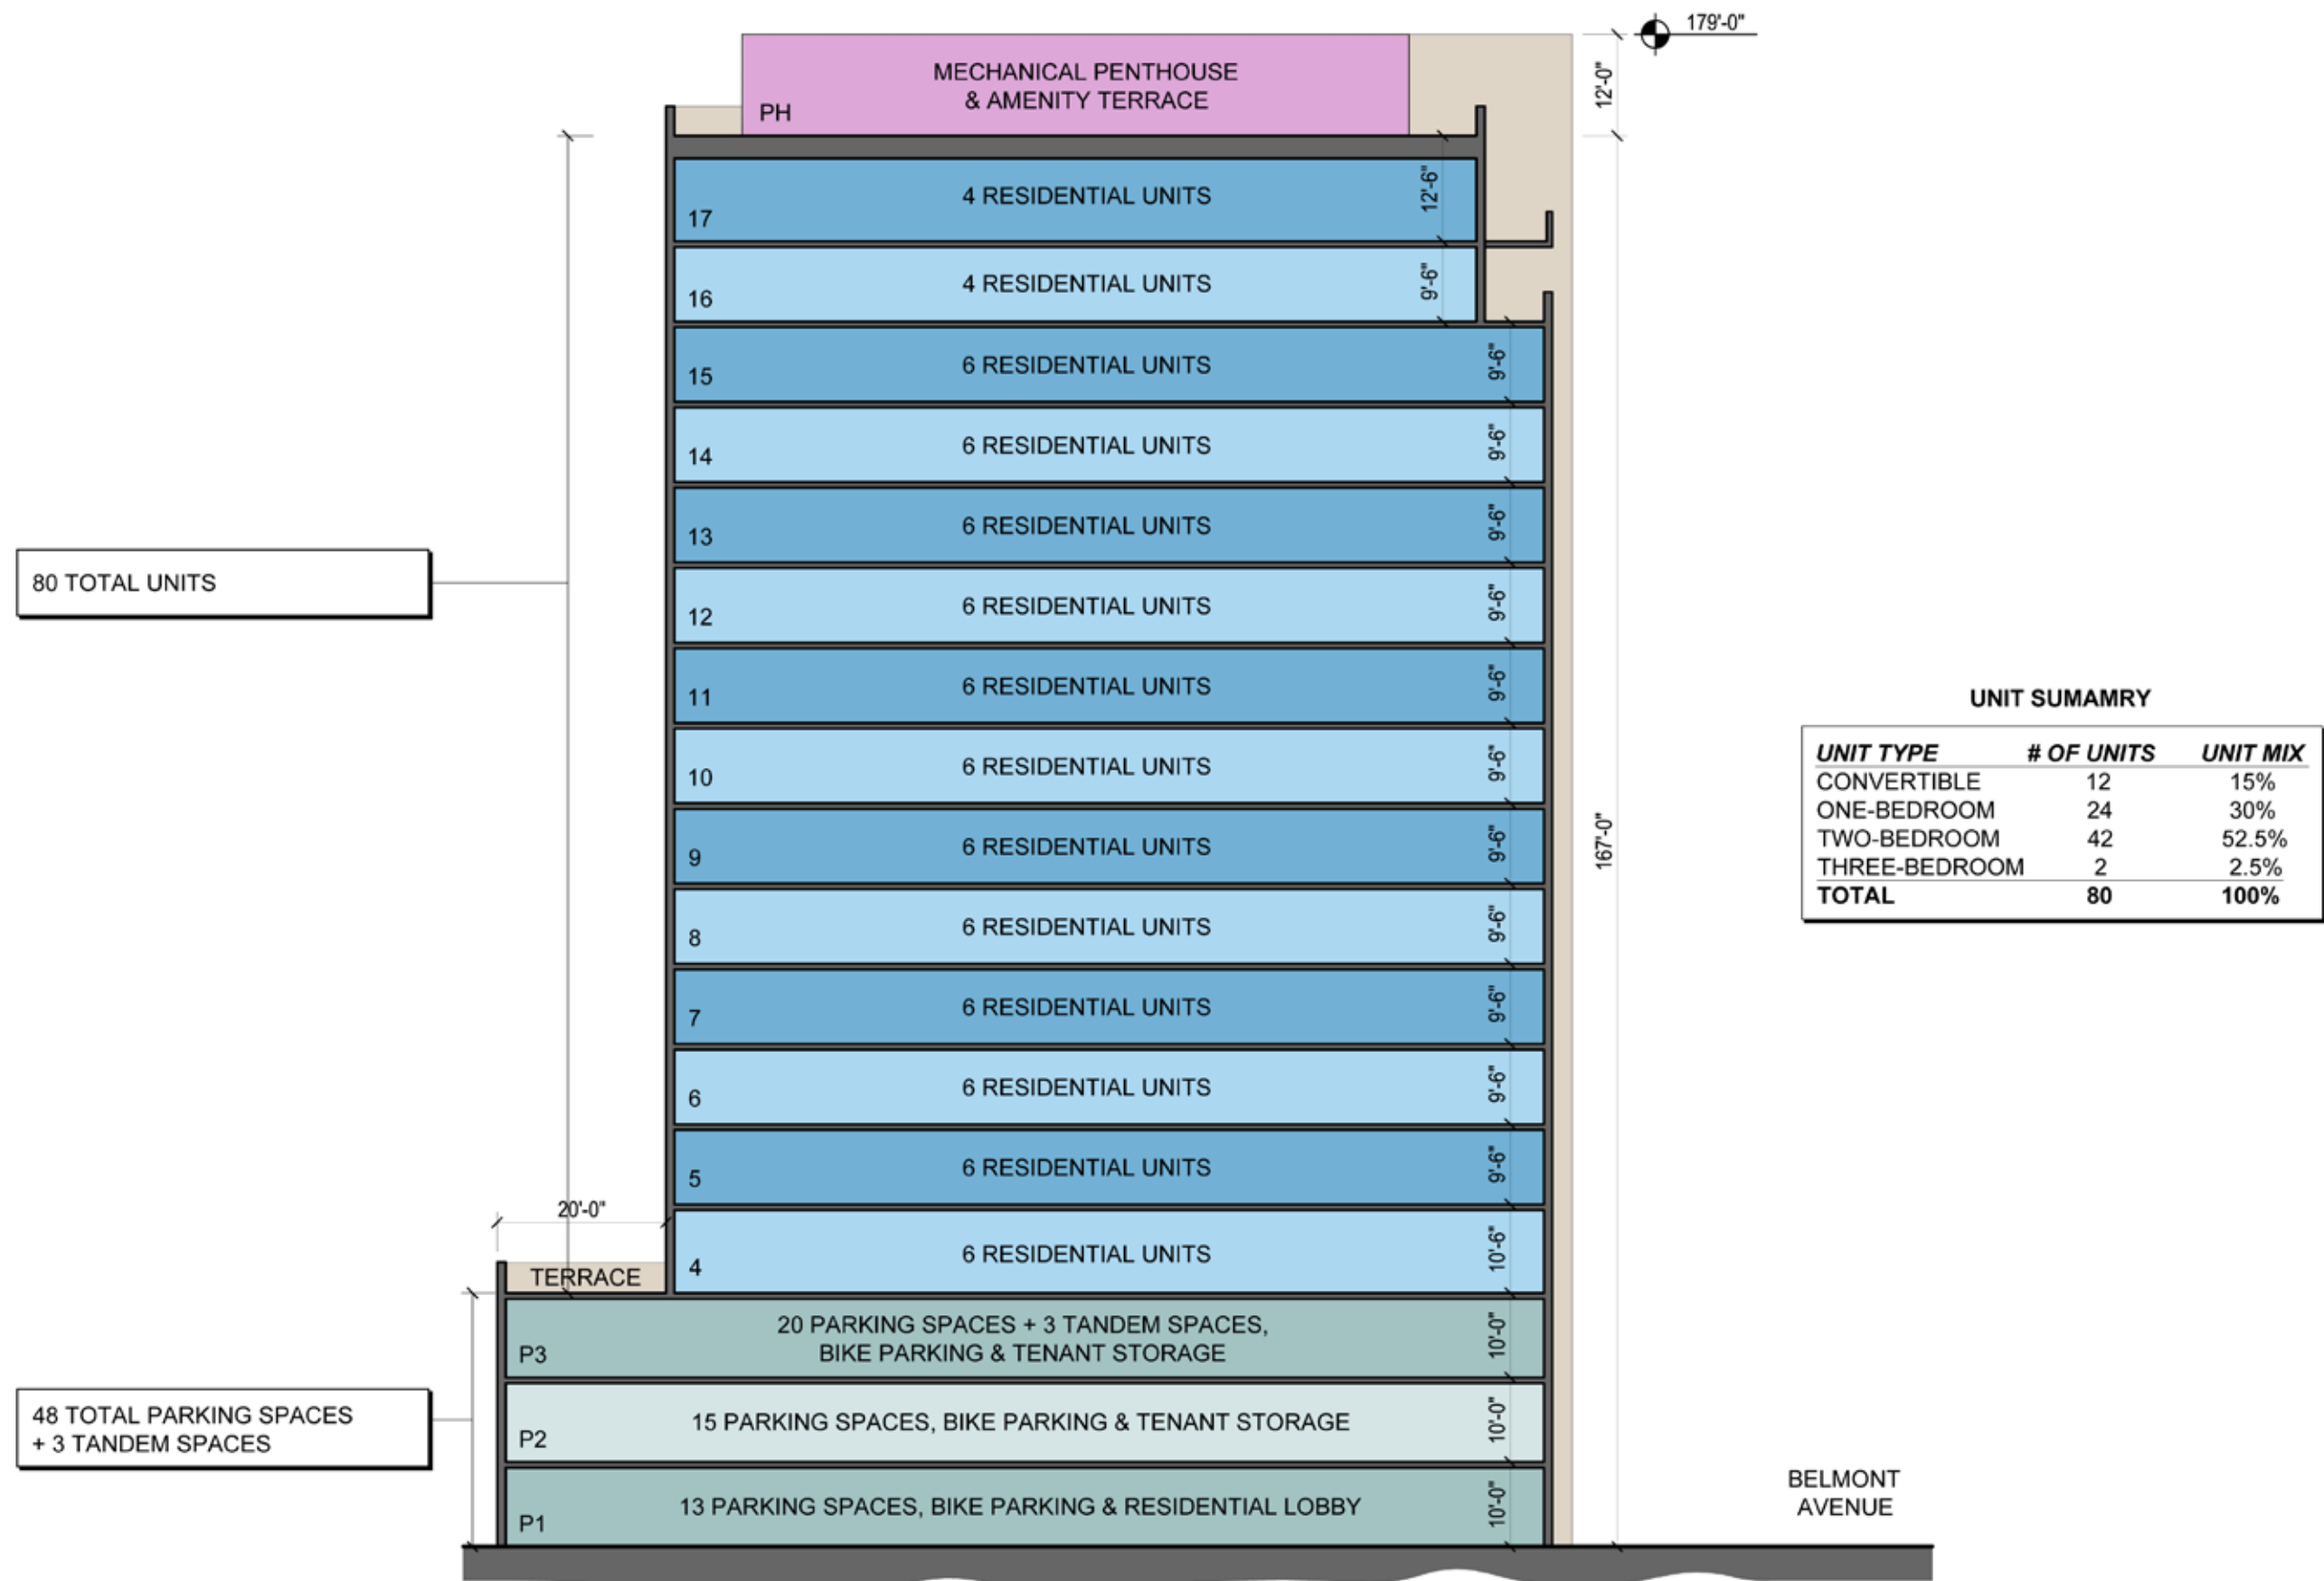 179'-0"
12'-0"
MECHANICAL PENTHOUSE
& AMENITY TERRACE
PH
17
4 RESIDENTIAL UNITS
12'-6"
16
4 RESIDENTIAL UNITS
9'-6"
15
6 RESIDENTIAL UNITS
9'-6"
14
6 RESIDENTIAL UNITS
9'-6"
13
6 RESIDENTIAL UNITS
9'-6"
12
6 RESIDENTIAL UNITS
9'-6"
11
6 RESIDENTIAL UNITS
9'-6"
10
6 RESIDENTIAL UNITS
9'-6"
9
6 RESIDENTIAL UNITS
9'-6"
8
6 RESIDENTIAL UNITS
9'-6"
7
6 RESIDENTIAL UNITS
9'-6"
6
6 RESIDENTIAL UNITS
9'-6"
5
6 RESIDENTIAL UNITS
9'-6"
4
6 RESIDENTIAL UNITS
10'-6"
20'-0"
TERRACE
P3
20 PARKING SPACES + 3 TANDEM SPACES,
BIKE PARKING & TENANT STORAGE
10'-0"
P2
15 PARKING SPACES, BIKE PARKING & TENANT STORAGE
10'-0"
P1
13 PARKING SPACES, BIKE PARKING & RESIDENTIAL LOBBY
10'-0"
167'-0"
80 TOTAL UNITS
48 TOTAL PARKING SPACES
+ 3 TANDEM SPACES
UNIT SUMAMRY
UNIT TYPE # OF UNITS UNIT MIX
CONVERTIBLE 12 15%
ONE-BEDROOM 24 30%
TWO-BEDROOM 42 52.5%
THREE-BEDROOM 2 2.5%
TOTAL 80 100%
BELMONT
AVENUE